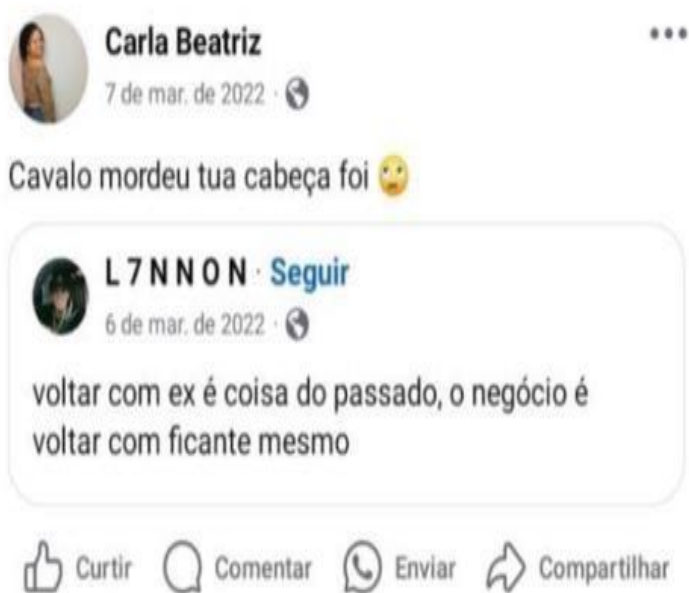 Carla Beatriz
7 de mar. de 2022 ·
Cavalo mordeu tua cabeça foi 🙄
L7NNON · Seguir
6 de mar. de 2022 ·
voltar com ex é coisa do passado, o negócio é
voltar com ficante mesmo
Curtir Comentar Enviar Compartilhar